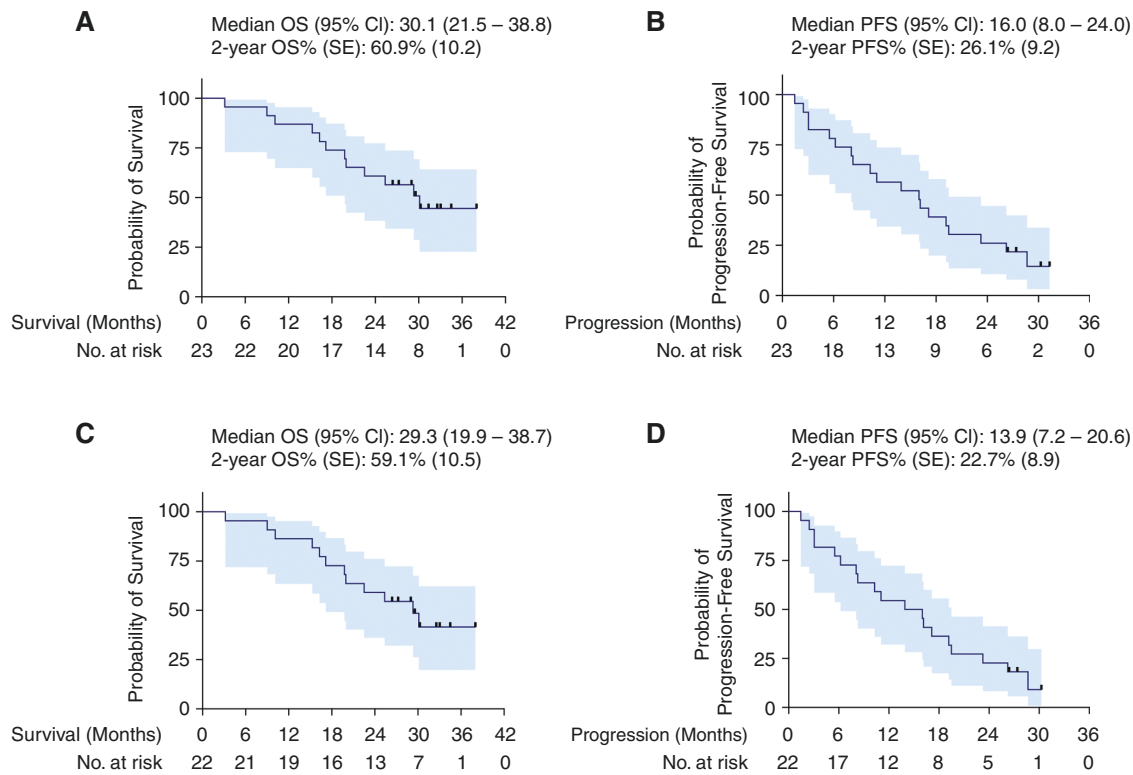 A
Median OS (95% CI): 30.1 (21.5 – 38.8)
2-year OS% (SE): 60.9% (10.2)
Probability of Survival
100
75
50
25
0
Survival (Months) 0 6 12 18 24 30 36 42
No. at risk 23 22 20 17 14 8 1 0
B
Median PFS (95% CI): 16.0 (8.0 – 24.0)
2-year PFS% (SE): 26.1% (9.2)
Probability of
Progression-Free Survival
100
75
50
25
0
Progression (Months) 0 6 12 18 24 30 36
No. at risk 23 18 13 9 6 2 0
C
Median OS (95% CI): 29.3 (19.9 – 38.7)
2-year OS% (SE): 59.1% (10.5)
Probability of Survival
100
75
50
25
0
Survival (Months) 0 6 12 18 24 30 36 42
No. at risk 22 21 19 16 13 7 1 0
D
Median PFS (95% CI): 13.9 (7.2 – 20.6)
2-year PFS% (SE): 22.7% (8.9)
Probability of
Progression-Free Survival
100
75
50
25
0
Progression (Months) 0 6 12 18 24 30 36
No. at risk 22 17 12 8 5 1 0